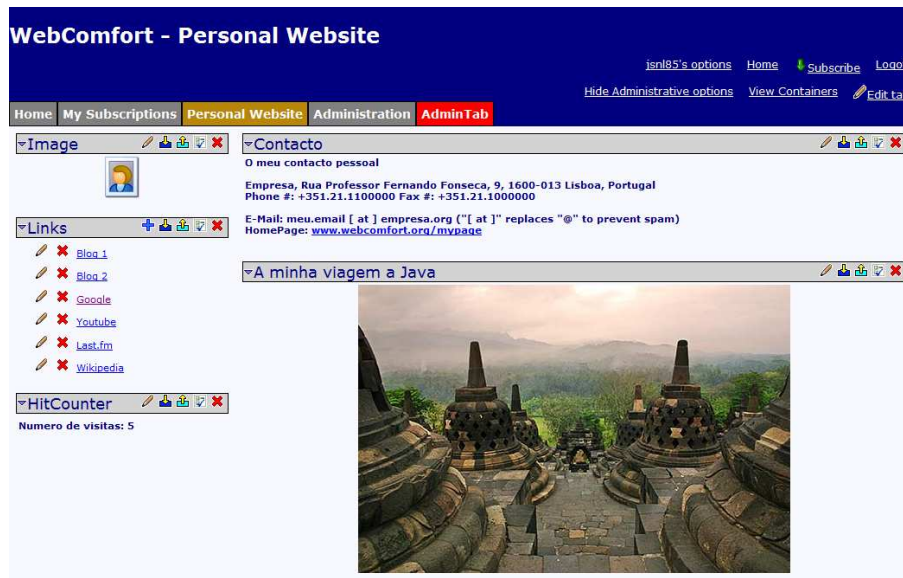 WebComfort - Personal Website
jsnl85's options Home Subscribe Logo
Hide Administrative options View Containers Edit ta
Home My Subscriptions Personal Website Administration AdminTab
Image
Links
Blog 1
Blog 2
Google
Youtube
Last.fm
Wikipedia
HitCounter
Numero de visitas: 5
Contacto
O meu contacto pessoal
Empresa, Rua Professor Fernando Fonseca, 9, 1600-013 Lisboa, Portugal
Phone #: +351.21.1100000 Fax #: +351.21.1000000
E-Mail: meu.email [ at ] empresa.org ("[ at ]" replaces "@" to prevent spam)
HomePage: www.webcomfort.org/mypage
A minha viagem a Java